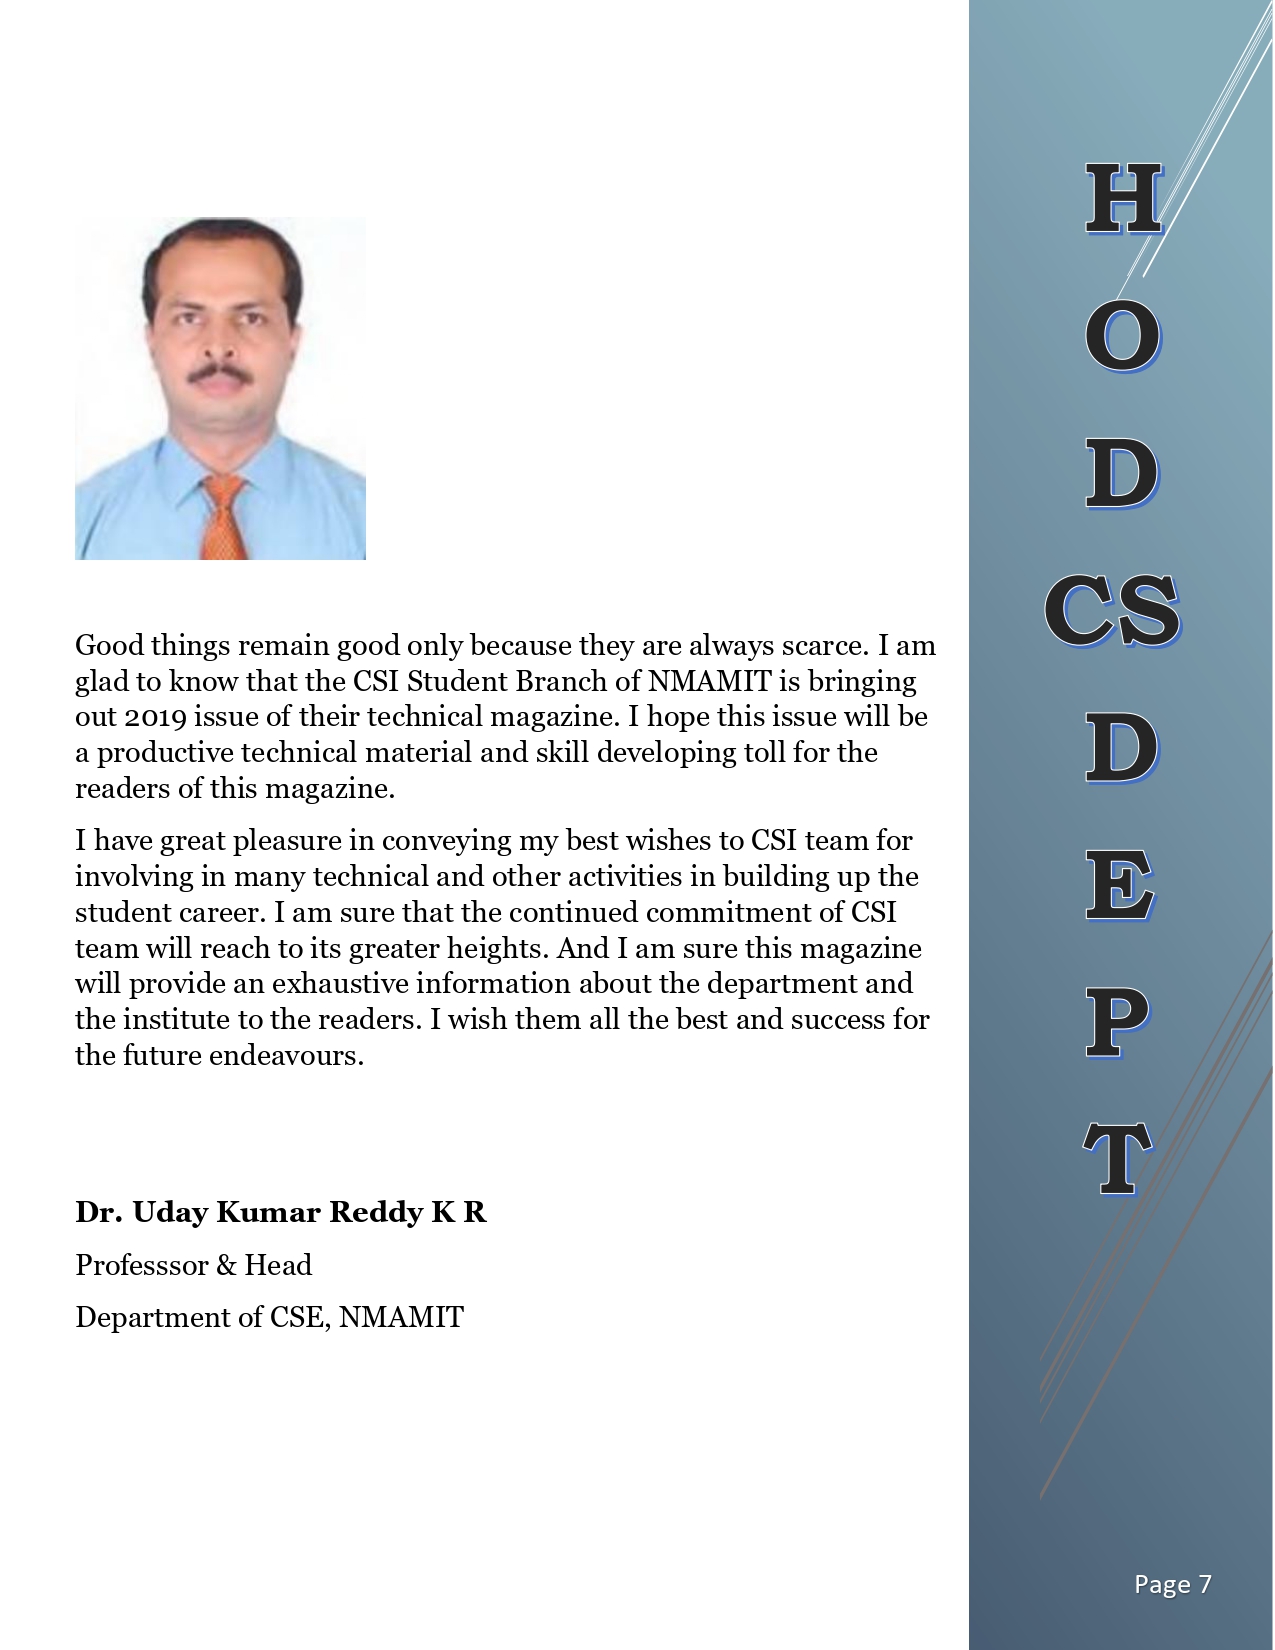 Good things remain good only because they are always scarce. I am
glad to know that the CSI Student Branch of NMAMIT is bringing
out 2019 issue of their technical magazine. I hope this issue will be
a productive technical material and skill developing toll for the
readers of this magazine.
I have great pleasure in conveying my best wishes to CSI team for
involving in many technical and other activities in building up the
student career. I am sure that the continued commitment of CSI
team will reach to its greater heights. And I am sure this magazine
will provide an exhaustive information about the department and
the institute to the readers. I wish them all the best and success for
the future endeavours.
Dr. Uday Kumar Reddy K R
Professsor & Head
Department of CSE, NMAMIT
H
O
D
CS
D
E
P
T
Page 7